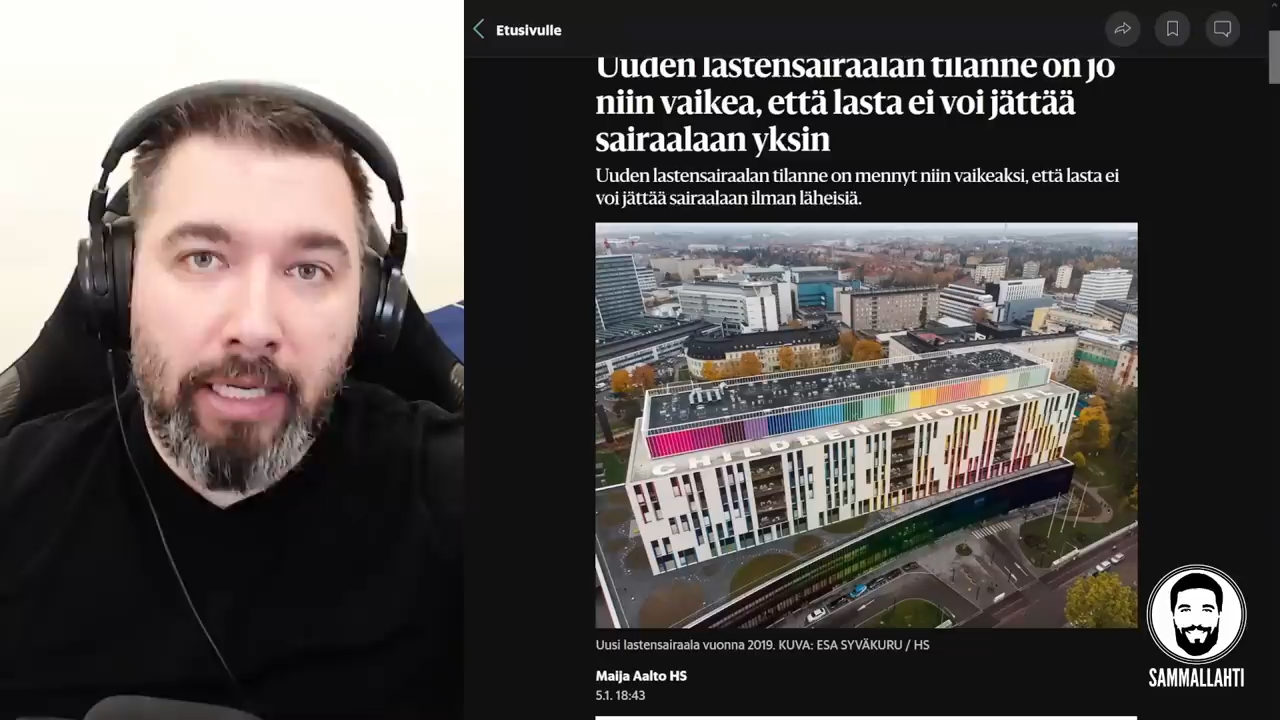 Etusivulle
Uuden lastensairaalan tilanne on jo
niin vaikea, että lasta ei voi jättää
sairaalaan yksin
Uuden lastensairaalan tilanne on mennyt niin vaikeaksi, että lasta ei
voi jättää sairaalaan ilman läheisiä.
CHILDREN'S HOSPITAL
Uusi lastensairaala vuonna 2019. KUVA: ESA SYVÄKURU / HS
Maija Aalto HS
5.1. 18:43
SAMMALLAHTI